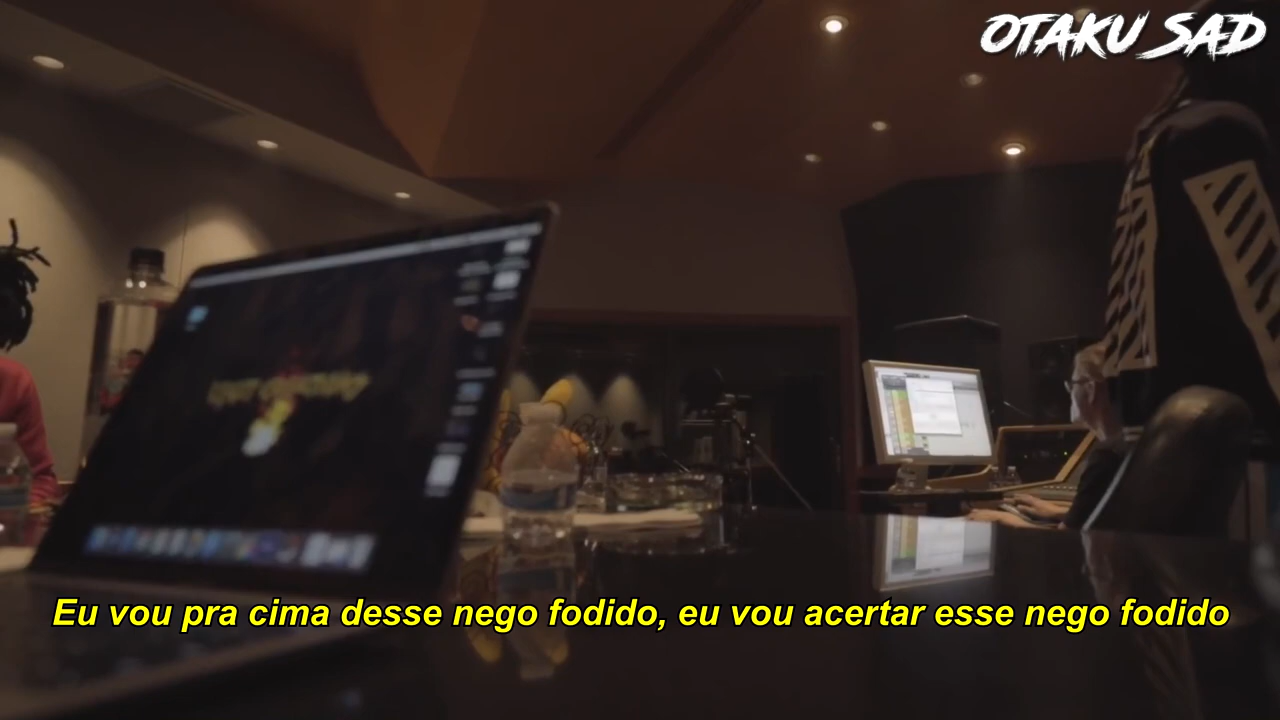 OTAKU SAD
Eu vou pra cima desse nego fodido, eu vou acertar esse nego fodido